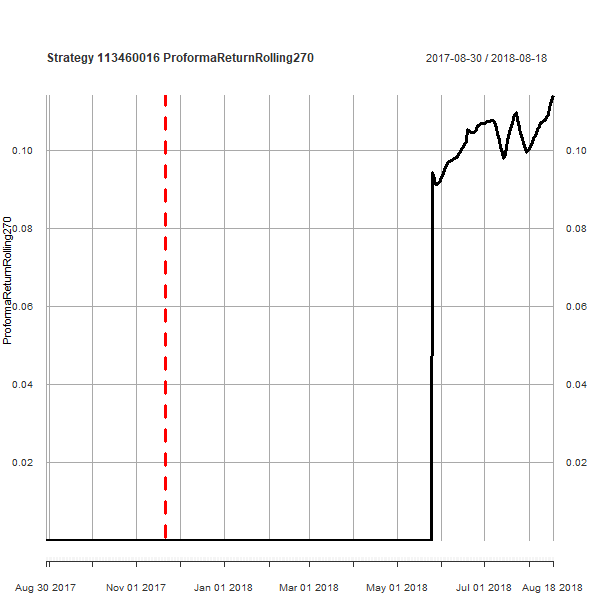 Strategy 113460016 ProformaReturnRolling270
2017-08-30 / 2018-08-18
ProformaReturnRolling270
0.10 0.10
0.08 0.08
0.06 0.06
0.04 0.04
0.02 0.02
Aug 30 2017 Nov 01 2017 Jan 01 2018 Mar 01 2018 May 01 2018 Jul 01 2018 Aug 18 2018